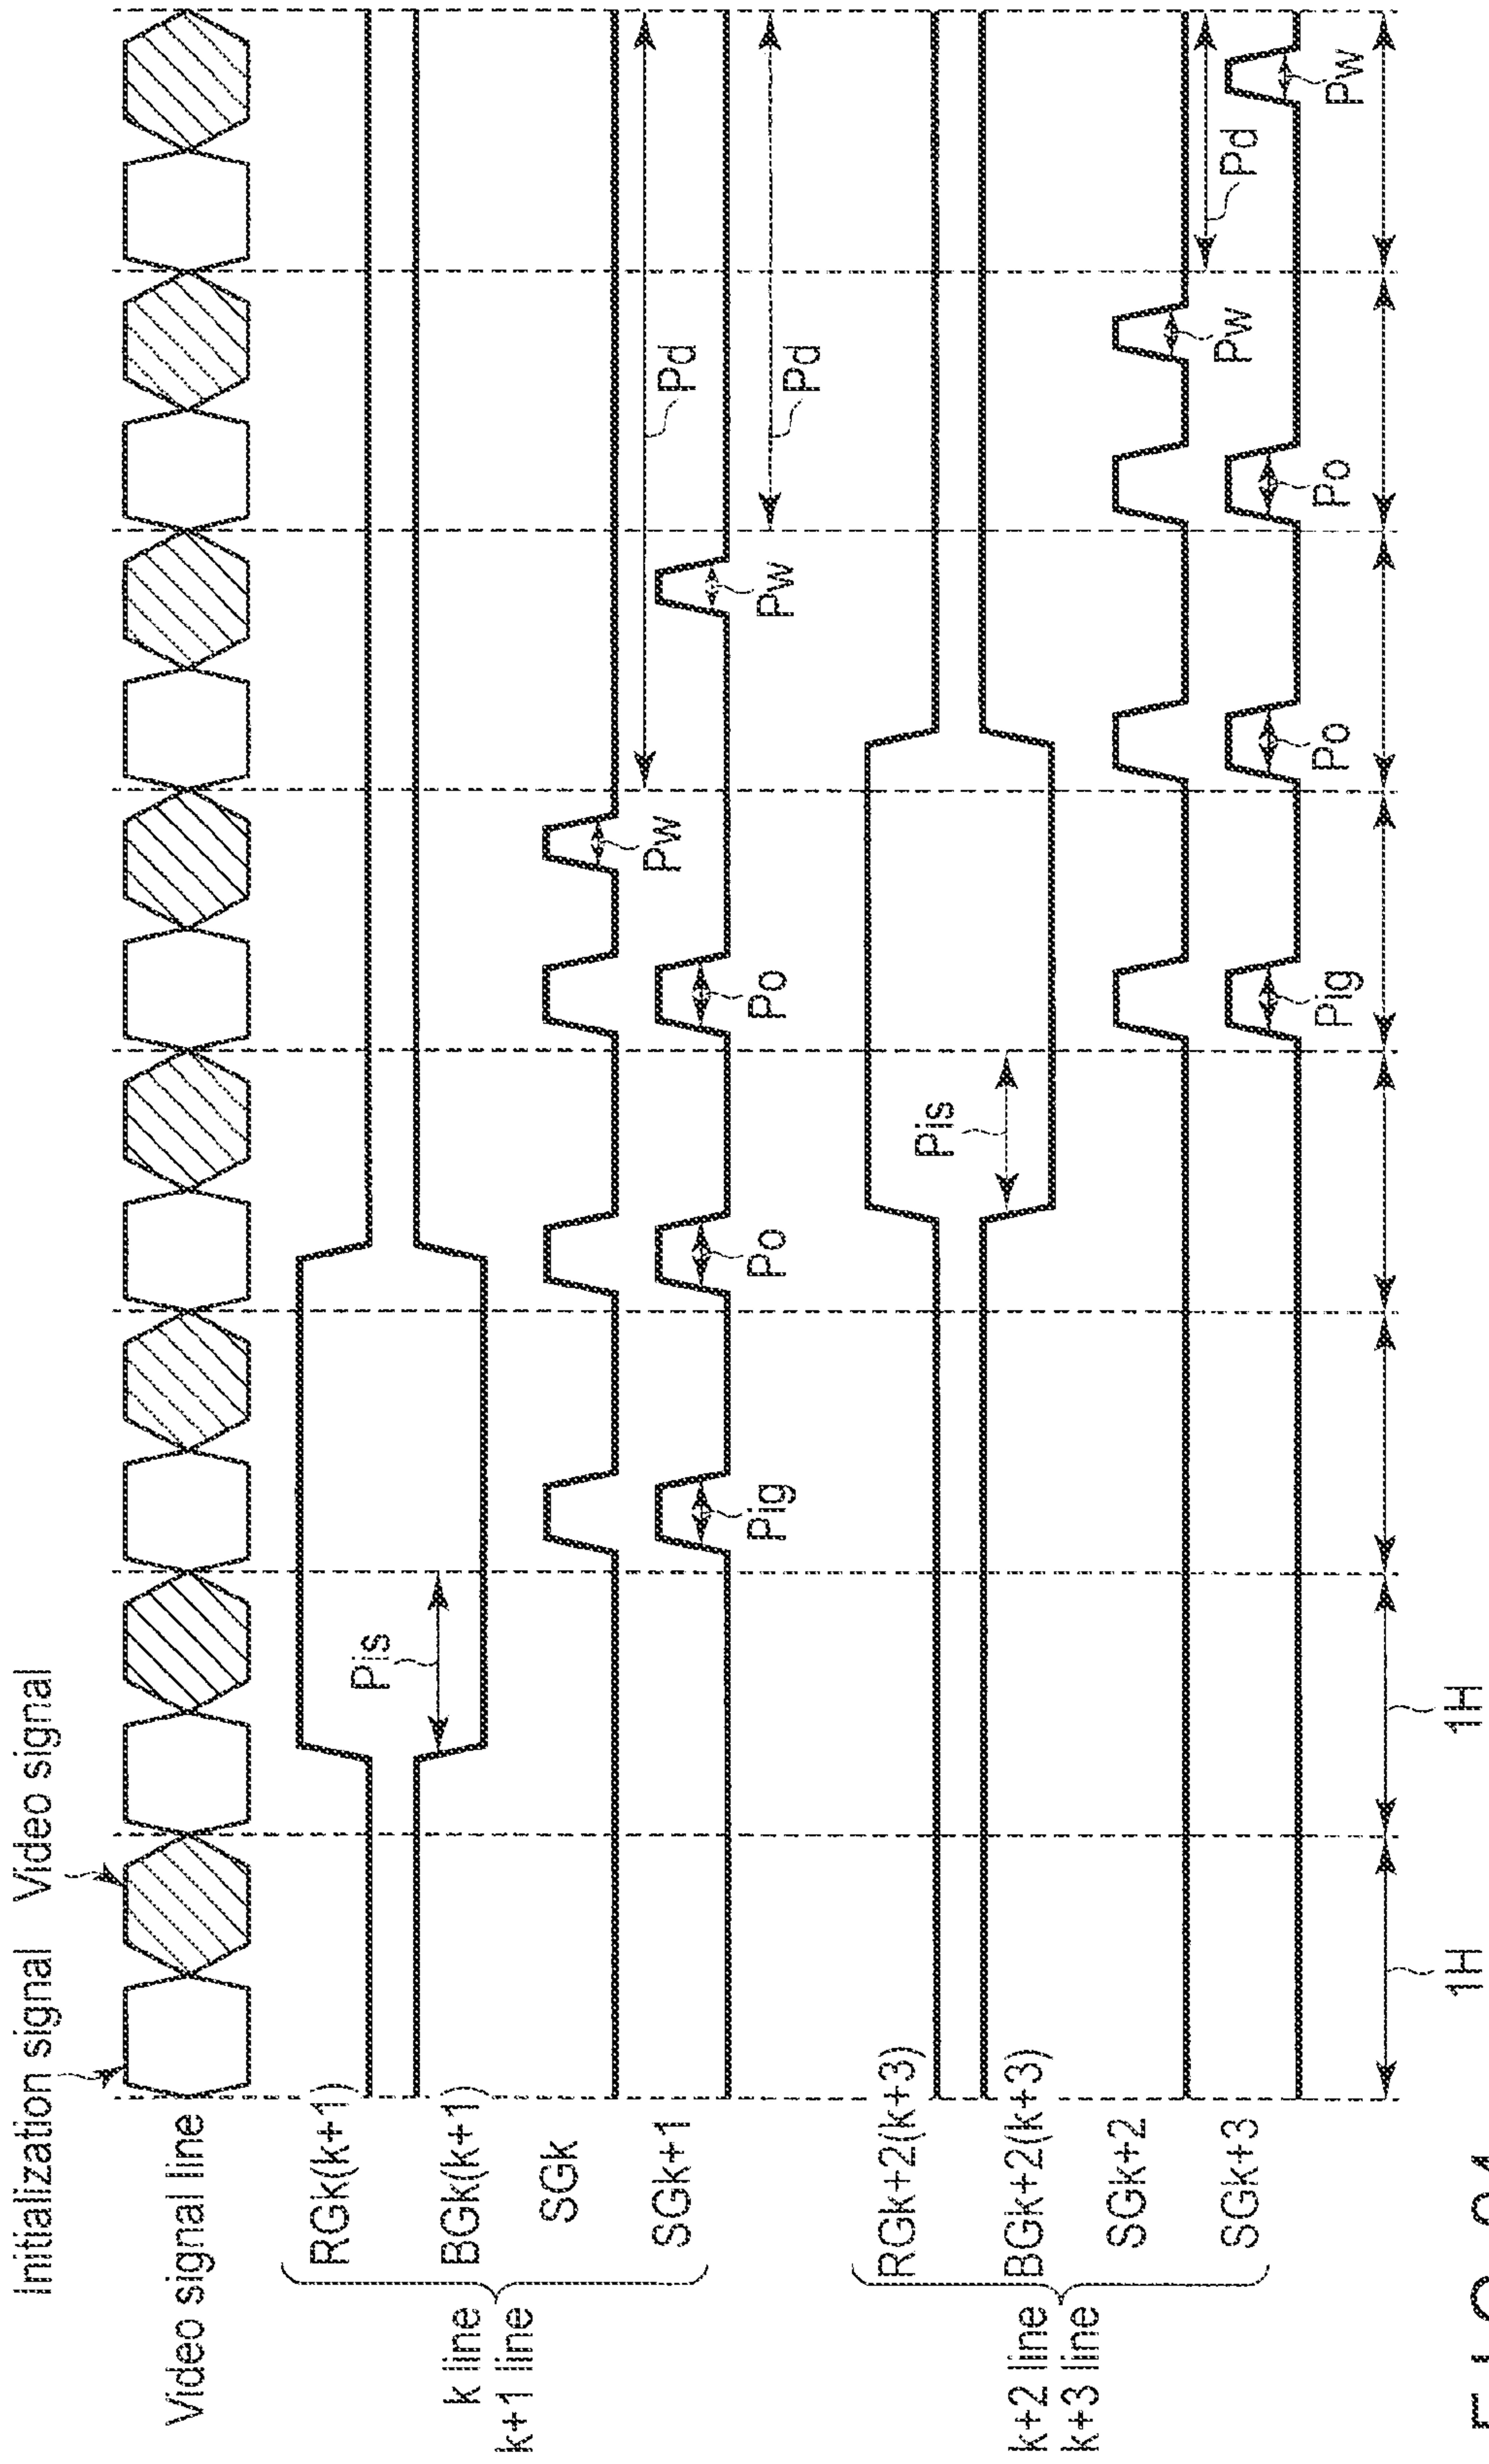 Initialization signal Video signal
Video signal line
RGk(k+1)
Pis
BGk(k+1)
k line
k+1 line
SGk
SGk+1
Pw
Pd
Pig
Po
Po
Pw
Pd
RGk+2(k+3)
Pis
BGk+2(k+3)
k+2 line
k+3 line
SGk+2
SGk+3
Pw
Pd
Pig
Po
Po
Pw
1H
1H